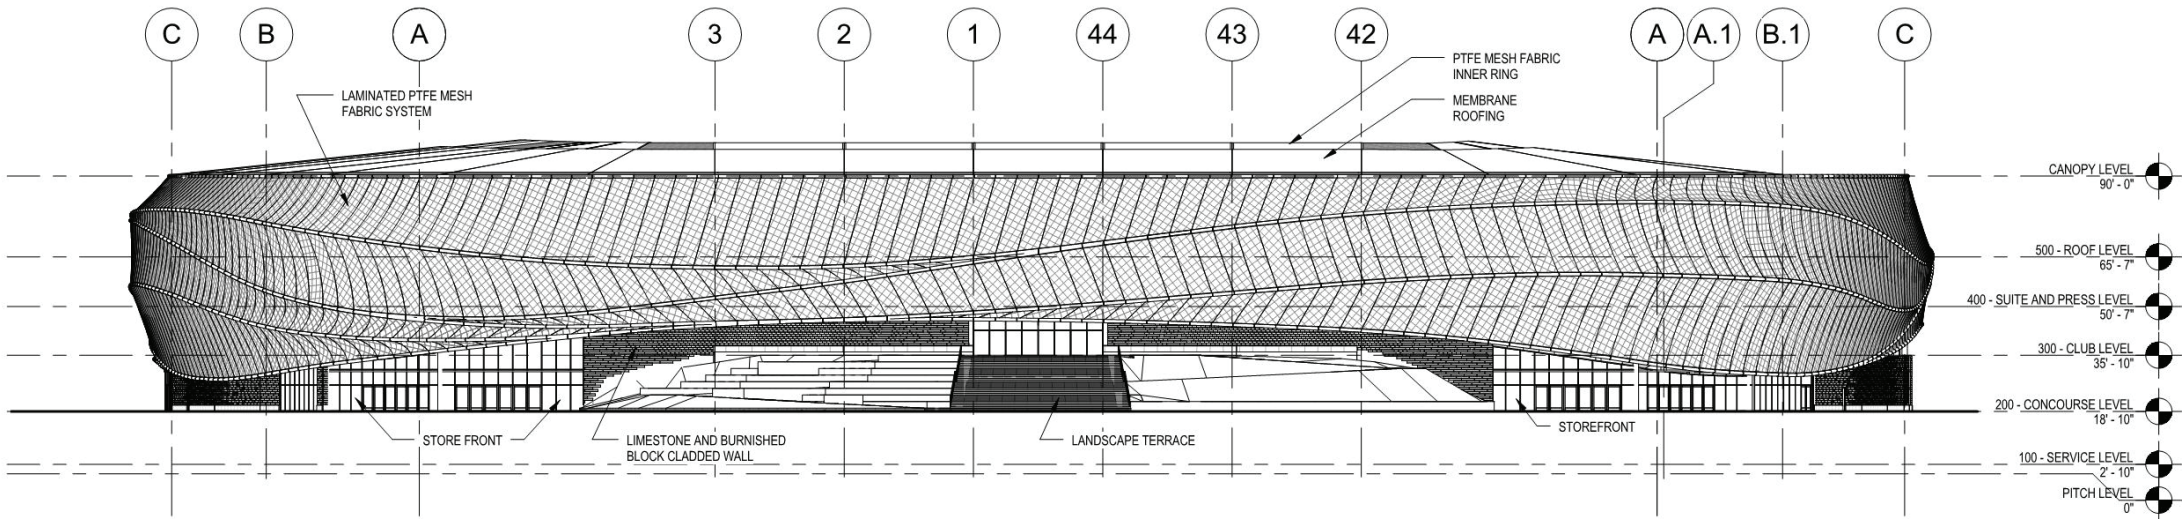 C B A 3 2 1 44 43 42 A A.1 B.1 C
PTFE MESH FABRIC
INNER RING
LAMINATED PTFE MESH
FABRIC SYSTEM
MEMBRANE
ROOFING
CANOPY LEVEL
90' - 0"
500 - ROOF LEVEL
65' - 7"
400 - SUITE AND PRESS LEVEL
50' - 7"
300 - CLUB LEVEL
35' - 10"
200 - CONCOURSE LEVEL
18' - 10"
STORE FRONT
LIMESTONE AND BURNISHED
BLOCK CLADDED WALL
LANDSCAPE TERRACE
STOREFRONT
100 - SERVICE LEVEL
2' - 10"
PITCH LEVEL
0"